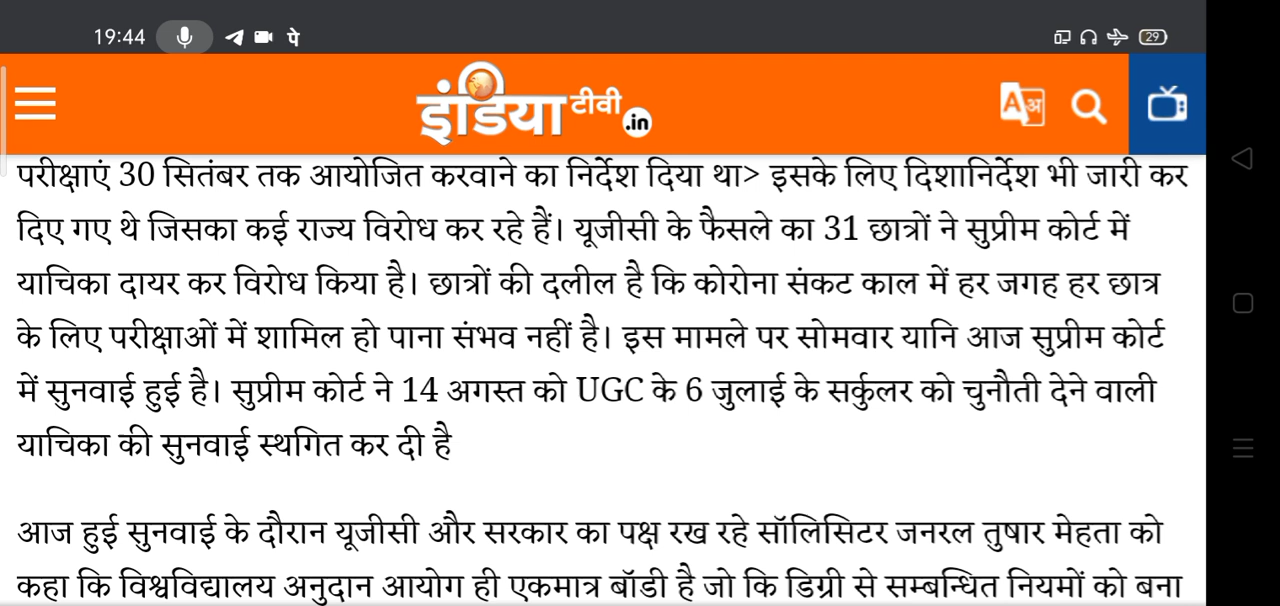 19:44 पे 29
इंडिया टीवी .in A अ
परीक्षाएं 30 सितंबर तक आयोजित करवाने का निर्देश दिया था> इसके लिए दिशानिर्देश भी जारी कर
दिए गए थे जिसका कई राज्य विरोध कर रहे हैं। यूजीसी के फैसले का 31 छात्रों ने सुप्रीम कोर्ट में
याचिका दायर कर विरोध किया है। छात्रों की दलील है कि कोरोना संकट काल में हर जगह हर छात्र
के लिए परीक्षाओं में शामिल हो पाना संभव नहीं है। इस मामले पर सोमवार यानि आज सुप्रीम कोर्ट
में सुनवाई हुई है। सुप्रीम कोर्ट ने 14 अगस्त को UGC के 6 जुलाई के सर्कुलर को चुनौती देने वाली
याचिका की सुनवाई स्थगित कर दी है
आज हुई सुनवाई के दौरान यूजीसी और सरकार का पक्ष रख रहे सॉलिसिटर जनरल तुषार मेहता को
कहा कि विश्वविद्यालय अनुदान आयोग ही एकमात्र बॉडी है जो कि डिग्री से सम्बन्धित नियमों को बना